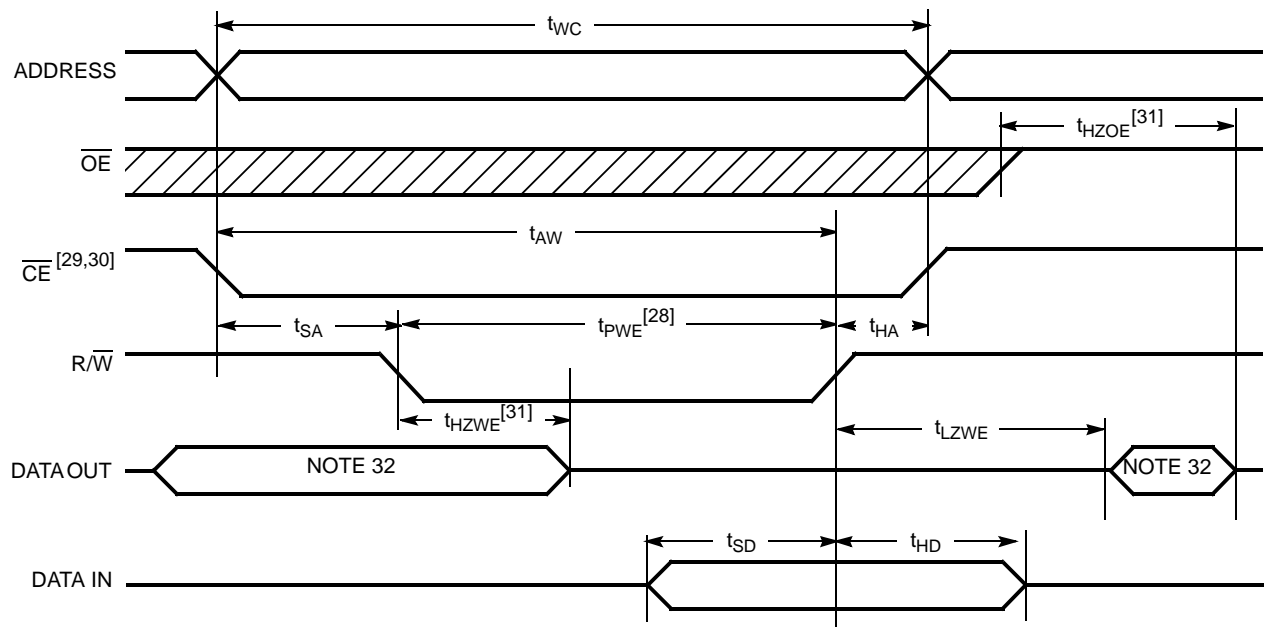 tWC
ADDRESS
tHZOE[31]
OE
tAW
CE [29,30]
tSA
tPWE[28]
tHA
R/W
tHZWE[31]
tLZWE
DATA OUT
NOTE 32
NOTE 32
tSD
tHD
DATA IN